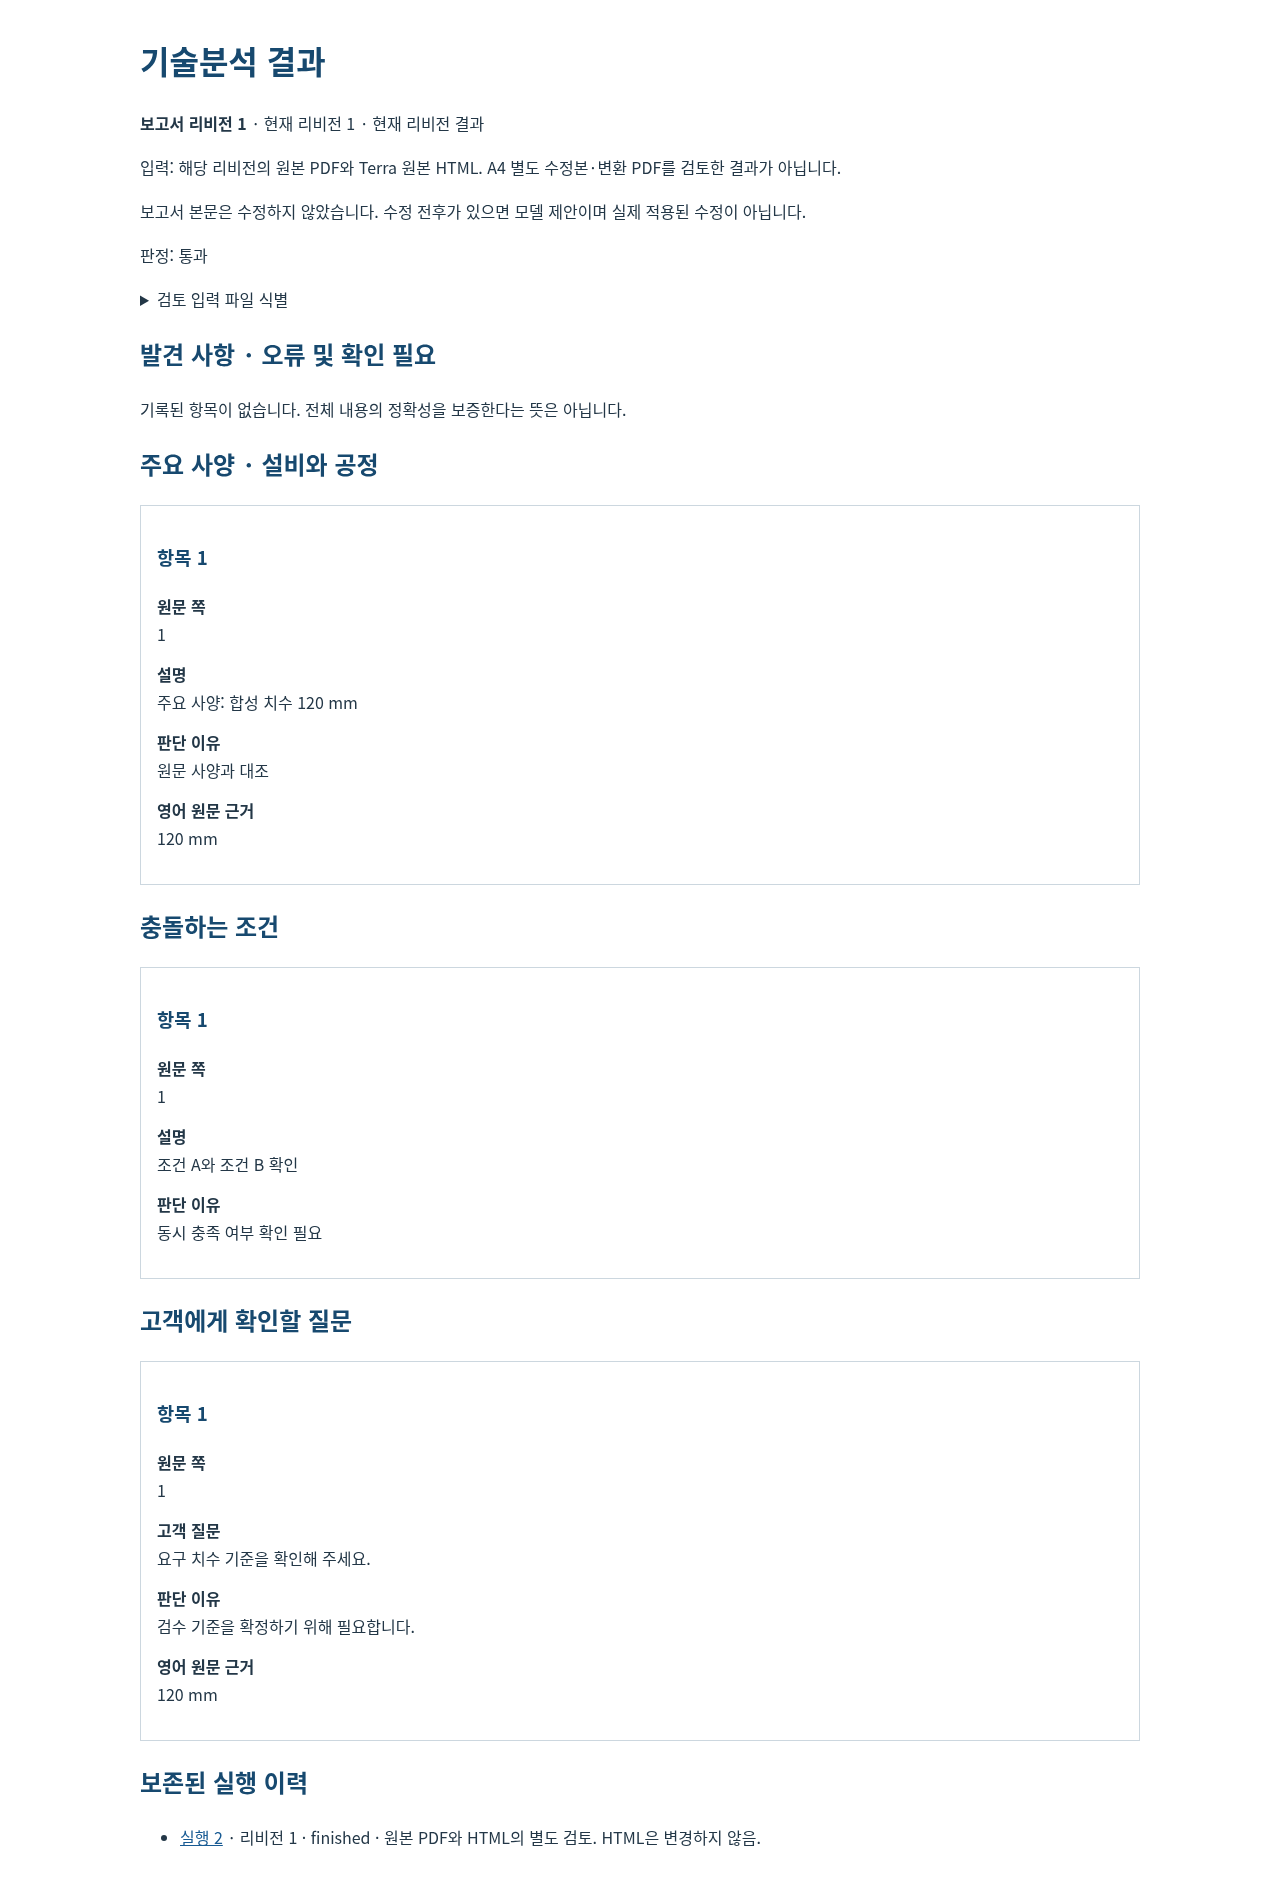 기술분석 결과
보고서 리비전 1 · 현재 리비전 1 · 현재 리비전 결과
입력: 해당 리비전의 원본 PDF와 Terra 원본 HTML. A4 별도 수정본·변환 PDF를 검토한 결과가 아닙니다.
보고서 본문은 수정하지 않았습니다. 수정 전후가 있으면 모델 제안이며 실제 적용된 수정이 아닙니다.
판정: 통과
▶ 검토 입력 파일 식별
발견 사항 · 오류 및 확인 필요
기록된 항목이 없습니다. 전체 내용의 정확성을 보증한다는 뜻은 아닙니다.
주요 사양 · 설비와 공정
항목 1
원문 쪽
1
설명
주요 사양: 합성 치수 120 mm
판단 이유
원문 사양과 대조
영어 원문 근거
120 mm
충돌하는 조건
항목 1
원문 쪽
1
설명
조건 A와 조건 B 확인
판단 이유
동시 충족 여부 확인 필요
고객에게 확인할 질문
항목 1
원문 쪽
1
고객 질문
요구 치수 기준을 확인해 주세요.
판단 이유
검수 기준을 확정하기 위해 필요합니다.
영어 원문 근거
120 mm
보존된 실행 이력
• 실행 2 · 리비전 1 · finished · 원본 PDF와 HTML의 별도 검토. HTML은 변경하지 않음.